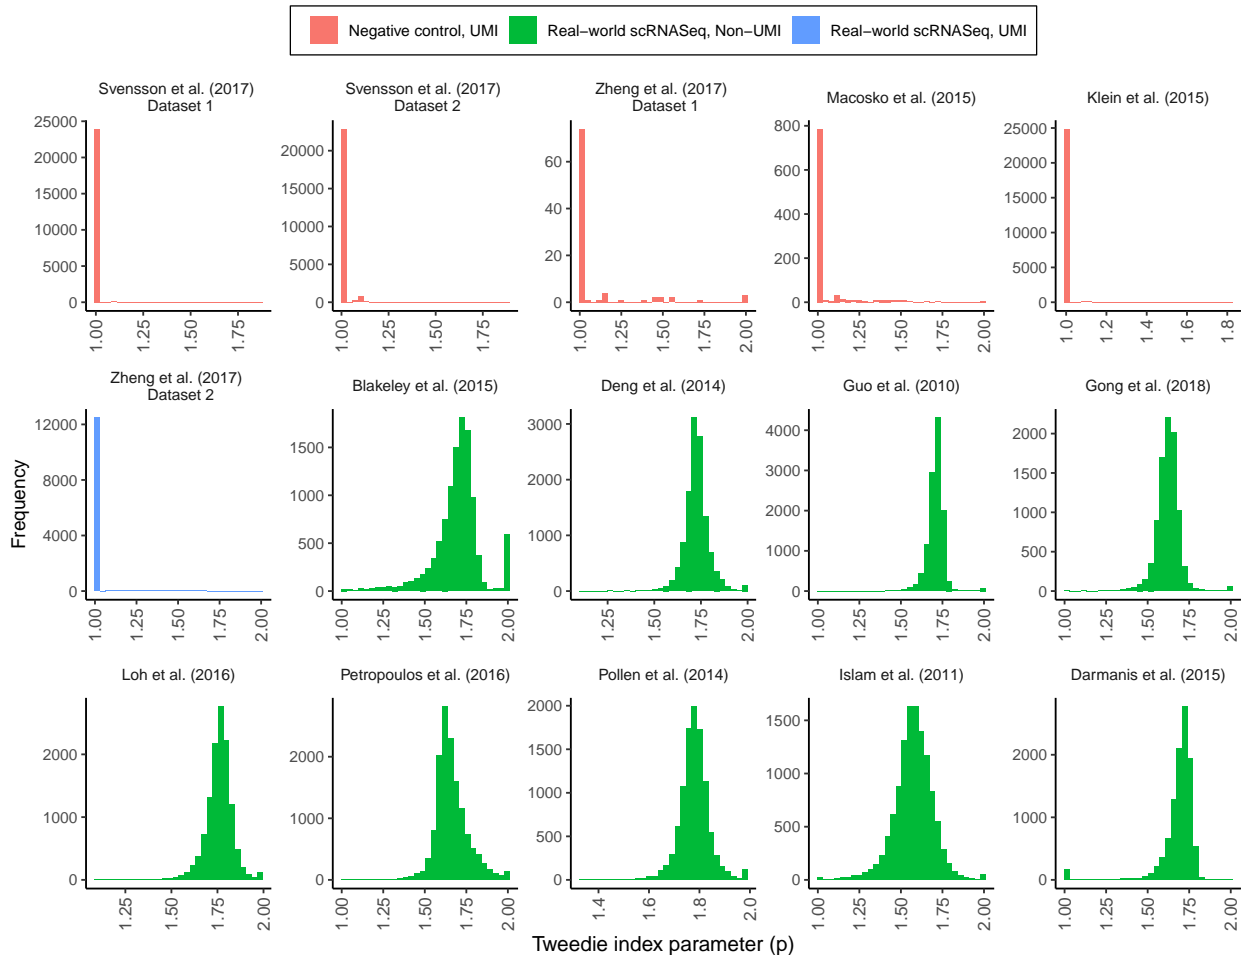 Negative control, UMI Real−world scRNASeq, Non−UMI Real−world scRNASeq, UMI
Svensson et al. (2017) Svensson et al. (2017) Zheng et al. (2017) Macosko et al. (2015) Klein et al. (2015)
Dataset 1 Dataset 2 Dataset 1
25000
20000
15000
10000
5000
0
1.00 1.25 1.50 1.75
20000
15000
10000
5000
0
1.00 1.25 1.50 1.75
60
40
20
0
1.00 1.25 1.50 1.75 2.00
800
600
400
200
0
1.00 1.25 1.50 1.75 2.00
25000
20000
15000
10000
5000
0
1.0 1.2 1.4 1.6 1.8
Zheng et al. (2017) Blakeley et al. (2015) Deng et al. (2014) Guo et al. (2010) Gong et al. (2018)
Dataset 2
Frequency
12000
8000
4000
0
1.00 1.25 1.50 1.75 2.00
1500
1000
500
0
1.00 1.25 1.50 1.75 2.00
3000
2000
1000
0
1.25 1.50 1.75 2.00
4000
3000
2000
1000
0
1.00 1.25 1.50 1.75 2.00
2000
1500
1000
500
0
1.00 1.25 1.50 1.75 2.00
Loh et al. (2016) Petropoulos et al. (2016) Pollen et al. (2014) Islam et al. (2011) Darmanis et al. (2015)
2000
1000
0
1.25 1.50 1.75 2.00
2000
1000
0
1.00 1.25 1.50 1.75 2.00
2000
1500
1000
500
0
1.4 1.6 1.8 2.0
1500
1000
500
0
1.00 1.25 1.50 1.75 2.00
2000
1000
0
1.00 1.25 1.50 1.75 2.00
Tweedie index parameter (p)